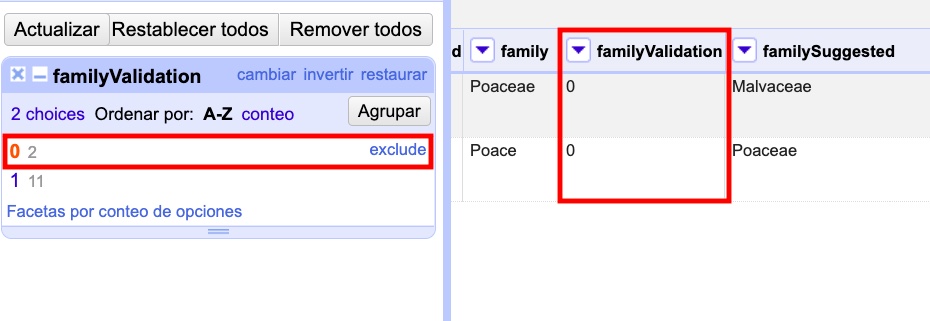 Actualizar Restablecer todos Remover todos
familyValidation cambiar invertir restaurar
2 choices Ordenar por: A-Z conteo Agrupar
0 2 exclude
1 11
Facetas por conteo de opciones
d family familyValidation familySuggested
Poaceae 0 Malvaceae
Poace 0 Poaceae